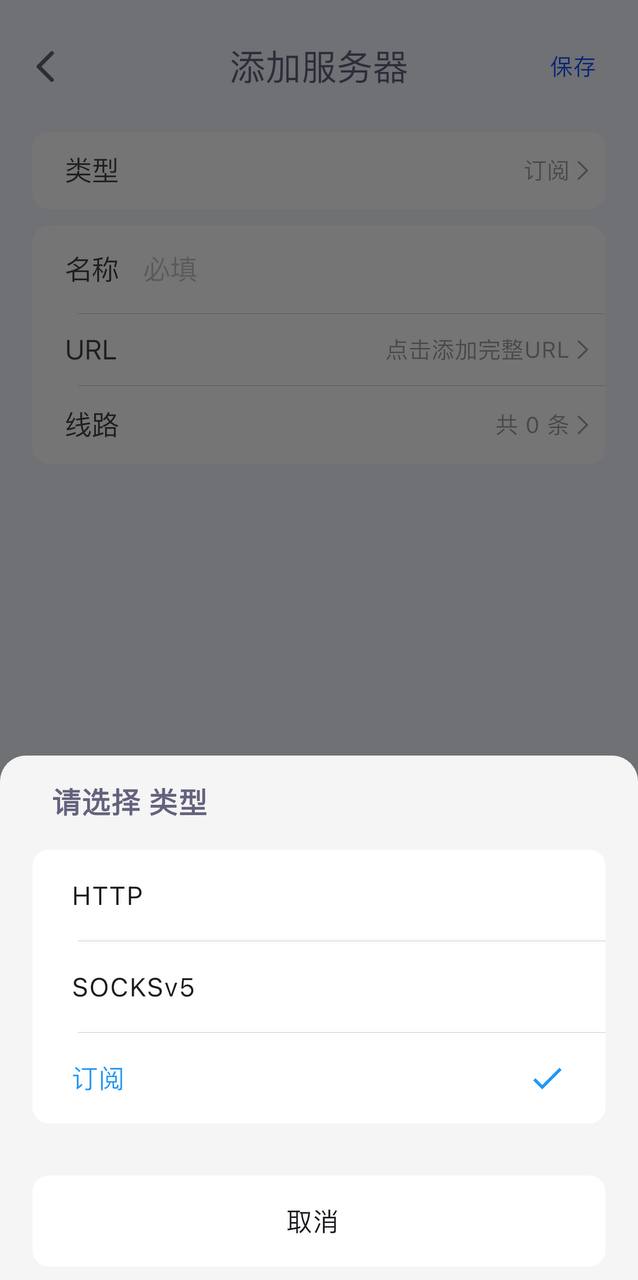 添加服务器 保存
类型 订阅
名称 必填
URL 点击添加完整URL
线路 共 0 条
请选择 类型
HTTP
SOCKSv5
订阅
取消